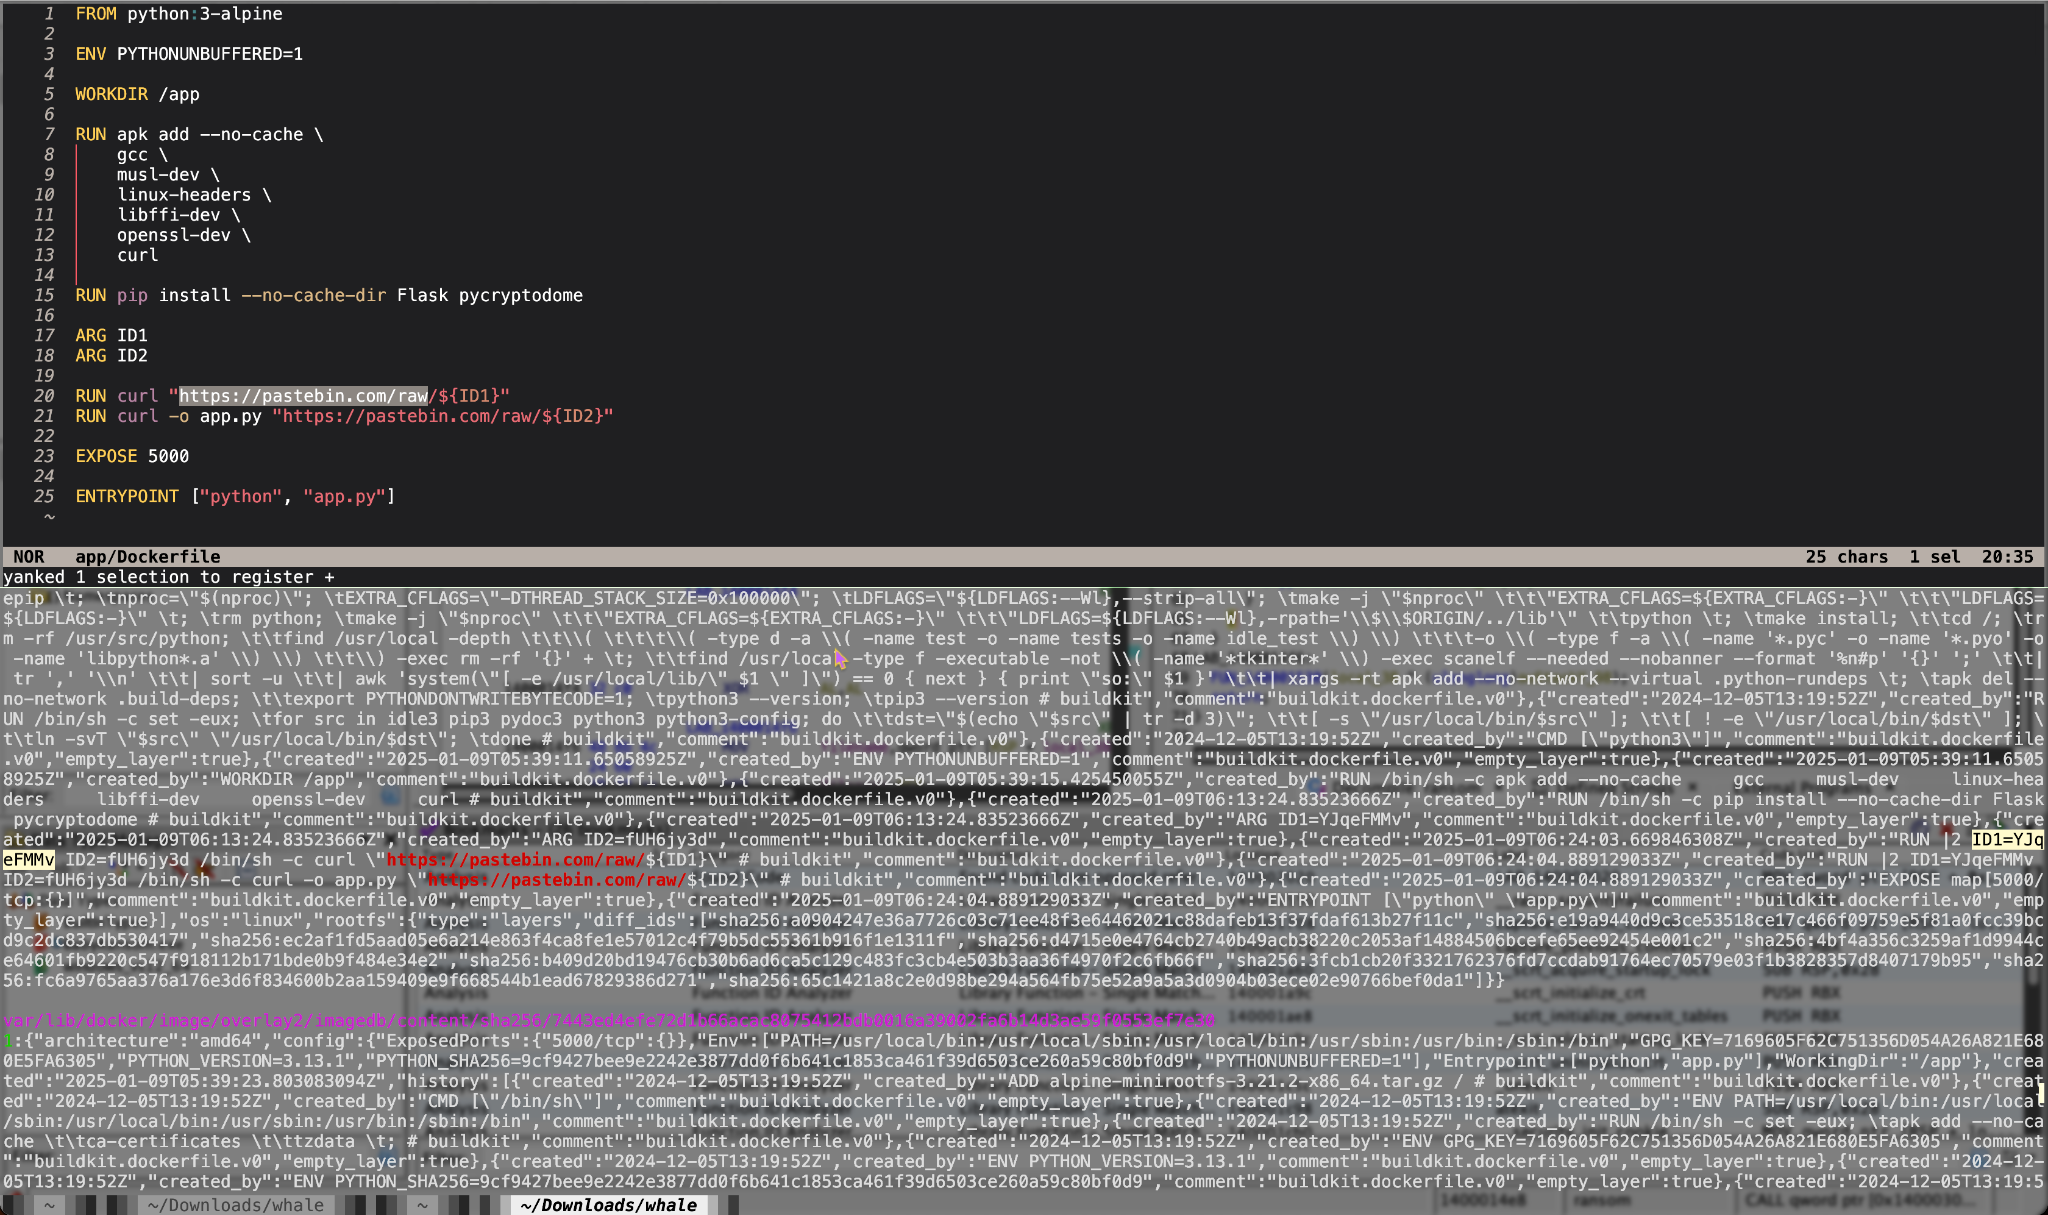 1 FROM python:3-alpine
2
3 ENV PYTHONUNBUFFERED=1
4
5 WORKDIR /app
6
7 RUN apk add --no-cache \
8 gcc \
9 musl-dev \
10 linux-headers \
11 libffi-dev \
12 openssl-dev \
13 curl
14
15 RUN pip install --no-cache-dir Flask pycryptodome
16
17 ARG ID1
18 ARG ID2
19
20 RUN curl "https://pastebin.com/raw/${ID1}"
21 RUN curl -o app.py "https://pastebin.com/raw/${ID2}"
22
23 EXPOSE 5000
24
25 ENTRYPOINT ["python", "app.py"]
~
NOR app/Dockerfile 25 chars 1 sel 20:35
yanked 1 selection to register +
epip \t; \tnproc=\"$(nproc)\"; \tEXTRA_CFLAGS=\"-DTHREAD_STACK_SIZE=0x100000\"; \tLDFLAGS=\"${LDFLAGS:--Wl},--strip-all\"; \tmake -j \"$nproc\" \t\t\"EXTRA_CFLAGS=${EXTRA_CFLAGS:-}\" \t\t\"LDFLAGS=
${LDFLAGS:-}\" \t; \trm python; \tmake -j \"$nproc\" \t\t\"EXTRA_CFLAGS=${EXTRA_CFLAGS:-}\" \t\t\"LDFLAGS=${LDFLAGS:--Wl},-rpath='\\$\\$ORIGIN/../lib'\" \t\tpython \t; \tmake install; \t\tcd /; \tr
m -rf /usr/src/python; \t\tfind /usr/local -depth \t\t\\( \t\t\t\\( -type d -a \\( -name test -o -name tests -o -name idle_test \\) \\) \t\t\t-o \\( -type f -a \\( -name '*.pyc' -o -name '*.pyo' -o
-name 'libpython*.a' \\) \\) \t\t\\) -exec rm -rf '{}' + \t; \t\tfind /usr/local -type f -executable -not \\( -name '*tkinter*' \\) -exec scanelf --needed --nobanner --format '%n#p' '{}' ';' \t\t|
tr ',' '\\n' \t\t| sort -u \t\t| awk 'system(\"[ -e /usr/local/lib/\" $1 \" ]\") == 0 { next } { print \"so:\" $1 }' \t\t| xargs -rt apk add --no-network --virtual .python-rundeps \t; \tapk del --
no-network .build-deps; \t\texport PYTHONDONTWRITEBYTECODE=1; \tpython3 --version; \tpip3 --version # buildkit","comment":"buildkit.dockerfile.v0"},{"created":"2024-12-05T13:19:52Z","created_by":"R
UN /bin/sh -c set -eux; \tfor src in idle3 pip3 pydoc3 python3 python3-config; do \t\tdst=\"$(echo \"$src\" | tr -d 3)\"; \t\t[ -s \"/usr/local/bin/$src\" ]; \t\t[ ! -e \"/usr/local/bin/$dst\" ]; \
t\tln -svT \"$src\" \"/usr/local/bin/$dst\"; \tdone # buildkit","comment":"buildkit.dockerfile.v0"},{"created":"2024-12-05T13:19:52Z","created_by":"CMD [\"python3\"]","comment":"buildkit.dockerfile
.v0","empty_layer":true},{"created":"2025-01-09T05:39:11.65058925Z","created_by":"ENV PYTHONUNBUFFERED=1","comment":"buildkit.dockerfile.v0","empty_layer":true},{"created":"2025-01-09T05:39:11.6505
8925Z","created_by":"WORKDIR /app","comment":"buildkit.dockerfile.v0"},{"created":"2025-01-09T05:39:15.425450055Z","created_by":"RUN /bin/sh -c apk add --no-cache gcc musl-dev linux-hea
ders libffi-dev openssl-dev curl # buildkit","comment":"buildkit.dockerfile.v0"},{"created":"2025-01-09T06:13:24.83523666Z","created_by":"RUN /bin/sh -c pip install --no-cache-dir Flask
pycryptodome # buildkit","comment":"buildkit.dockerfile.v0"},{"created":"2025-01-09T06:13:24.83523666Z","created_by":"ARG ID1=YJqeFMMv","comment":"buildkit.dockerfile.v0","empty_layer":true},{"cre
ated":"2025-01-09T06:13:24.83523666Z","created_by":"ARG ID2=fUH6jy3d","comment":"buildkit.dockerfile.v0","empty_layer":true},{"created":"2025-01-09T06:24:03.669846308Z","created_by":"RUN |2 ID1=YJq
eFMMv ID2=fUH6jy3d /bin/sh -c curl \"https://pastebin.com/raw/${ID1}\" # buildkit","comment":"buildkit.dockerfile.v0"},{"created":"2025-01-09T06:24:04.889129033Z","created_by":"RUN |2 ID1=YJqeFMMv
ID2=fUH6jy3d /bin/sh -c curl -o app.py \"https://pastebin.com/raw/${ID2}\" # buildkit","comment":"buildkit.dockerfile.v0"},{"created":"2025-01-09T06:24:04.889129033Z","created_by":"EXPOSE map[5000/
tcp:{}]","comment":"buildkit.dockerfile.v0","empty_layer":true},{"created":"2025-01-09T06:24:04.889129033Z","created_by":"ENTRYPOINT [\"python\" \"app.py\"]","comment":"buildkit.dockerfile.v0","emp
ty_layer":true}],"os":"linux","rootfs":{"type":"layers","diff_ids":["sha256:a0904247e36a7726c03c71ee48f3e64462021c88dafeb13f37fdaf613b27f11c","sha256:e19a9440d9c3ce53518ce17c466f09759e5f81a0fcc39bc
d9c2dc837db530417","sha256:ec2af1fd5aad05e6a214e863f4ca8fe1e57012c4f79b5dc55361b916f1e1311f","sha256:d4715e0e4764cb2740b49acb38220c2053af14884506bcefe65ee92454e001c2","sha256:4bf4a356c3259af1d9944c
e64601fb9220c547f918112b171bde0b9f484e34e2","sha256:b409d20bd19476cb30b6ad6ca5c129c483fc3cb4e503b3aa36f4970f2c6fb66f","sha256:3fcb1cb20f3321762376fd7ccdab91764ec70579e03f1b3828357d8407179b95","sha2
56:fc6a9765aa376a176e3d6f834600b2aa159409e9f668544b1ead67829386d271","sha256:65c1421a8c2e0d98be294a564fb75e52a9a5a3d0904b03ece02e90766bef0da1"]}}
1:{"architecture":"amd64","config":{"ExposedPorts":{"5000/tcp":{}},"Env":["PATH=/usr/local/bin:/usr/local/sbin:/usr/local/bin:/usr/sbin:/usr/bin:/sbin:/bin","GPG_KEY=7169605F62C751356D054A26A821E68
0E5FA6305","PYTHON_VERSION=3.13.1","PYTHON_SHA256=9cf9427bee9e2242e3877dd0f6b641c1853ca461f39d6503ce260a59c80bf0d9","PYTHONUNBUFFERED=1"],"Entrypoint":["python","app.py"],"WorkingDir":"/app"},"crea
ted":"2025-01-09T05:39:23.803083094Z","history":[{"created":"2024-12-05T13:19:52Z","created_by":"ADD alpine-minirootfs-3.21.2-x86_64.tar.gz / # buildkit","comment":"buildkit.dockerfile.v0"},{"creat
ed":"2024-12-05T13:19:52Z","created_by":"CMD [\"/bin/sh\"]","comment":"buildkit.dockerfile.v0","empty_layer":true},{"created":"2024-12-05T13:19:52Z","created_by":"ENV PATH=/usr/local/bin:/usr/local
/sbin:/usr/local/bin:/usr/sbin:/usr/bin:/sbin:/bin","comment":"buildkit.dockerfile.v0","empty_layer":true},{"created":"2024-12-05T13:19:52Z","created_by":"RUN /bin/sh -c set -eux; \tapk add --no-ca
che \t\tca-certificates \t\ttzdata \t; # buildkit","comment":"buildkit.dockerfile.v0"},{"created":"2024-12-05T13:19:52Z","created_by":"ENV GPG_KEY=7169605F62C751356D054A26A821E680E5FA6305","comment
":"buildkit.dockerfile.v0","empty_layer":true},{"created":"2024-12-05T13:19:52Z","created_by":"ENV PYTHON_VERSION=3.13.1","comment":"buildkit.dockerfile.v0","empty_layer":true},{"created":"2024-12-
05T13:19:52Z","created_by":"ENV PYTHON_SHA256=9cf9427bee9e2242e3877dd0f6b641c1853ca461f39d6503ce260a59c80bf0d9","comment":"buildkit.dockerfile.v0","empty_layer":true},{"created":"2024-12-05T13:19:5
~ ~/Downloads/whale ~ ~/Downloads/whale